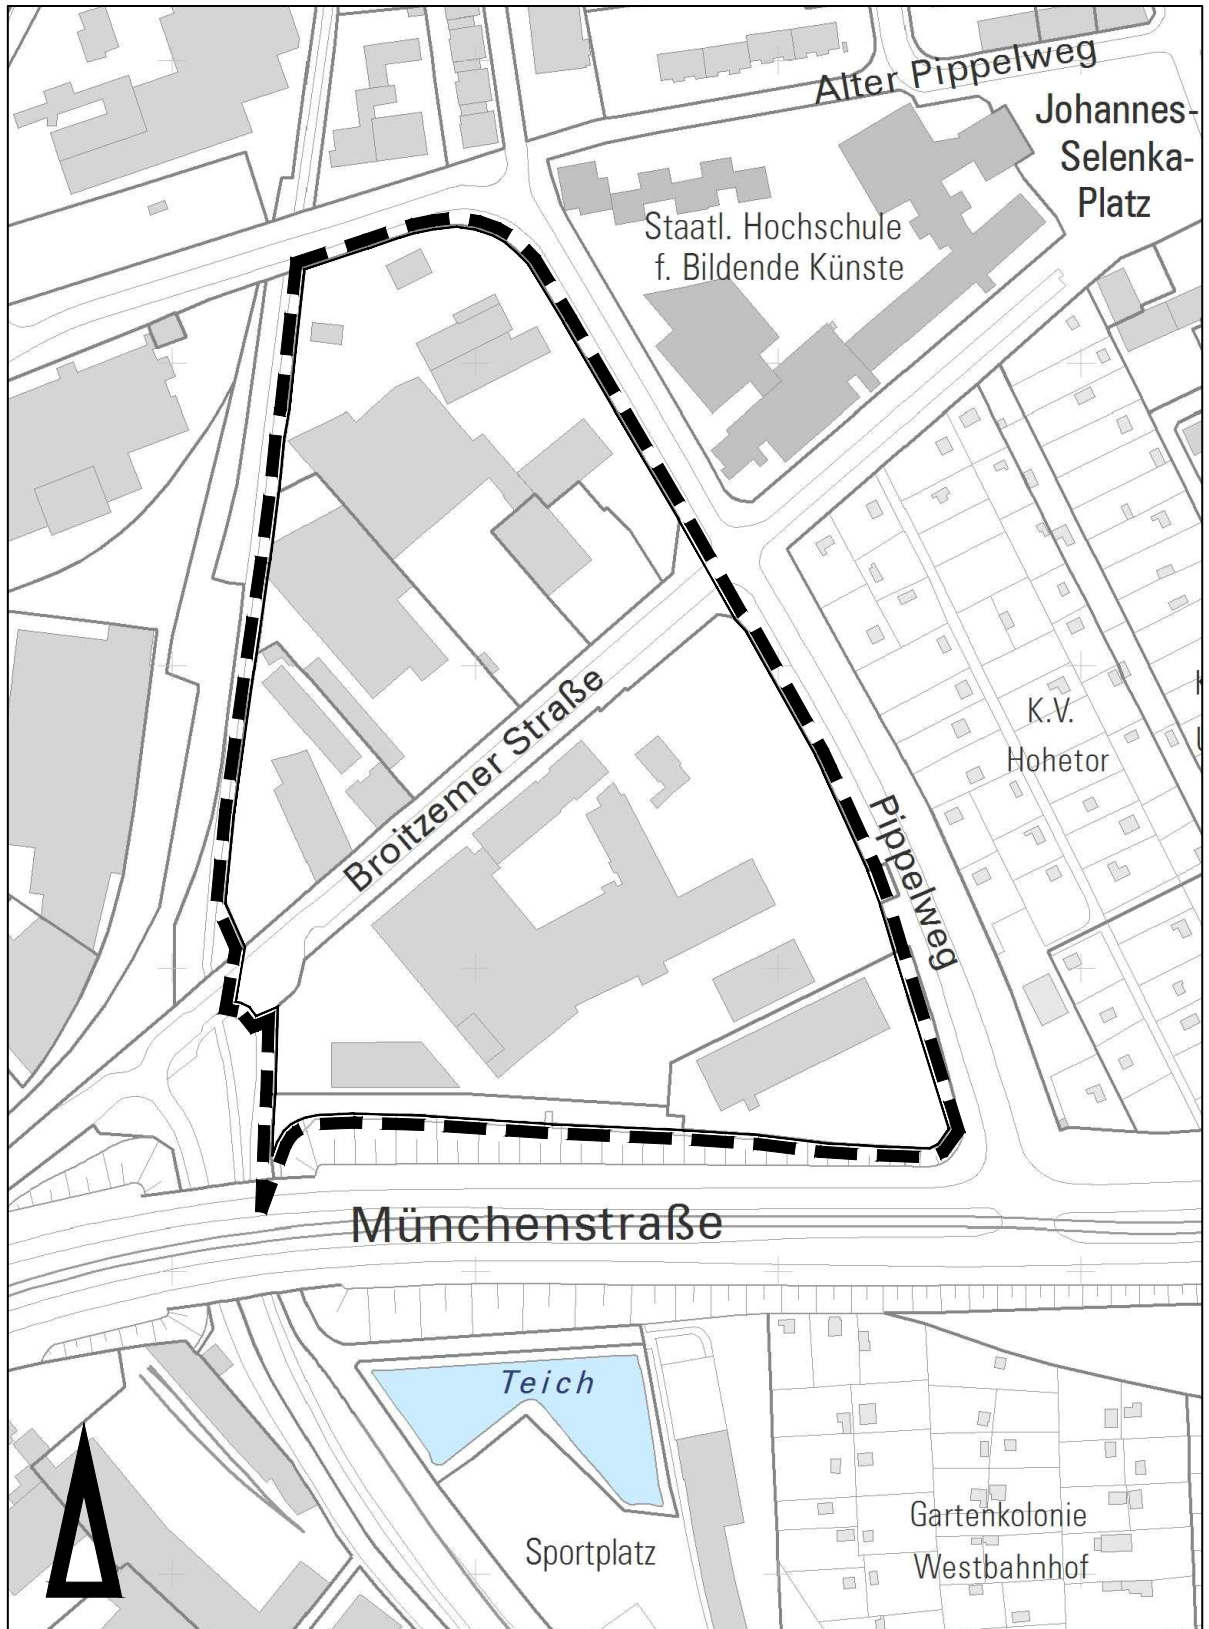 Alter Pippelweg
Johannes-
Selenka-
Platz
Staatl. Hochschule
f. Bildende Künste
Broitzemer Straße
K.V.
Hohetor
Pippelweg
Münchenstraße
Teich
Sportplatz
Gartenkolonie
Westbahnhof